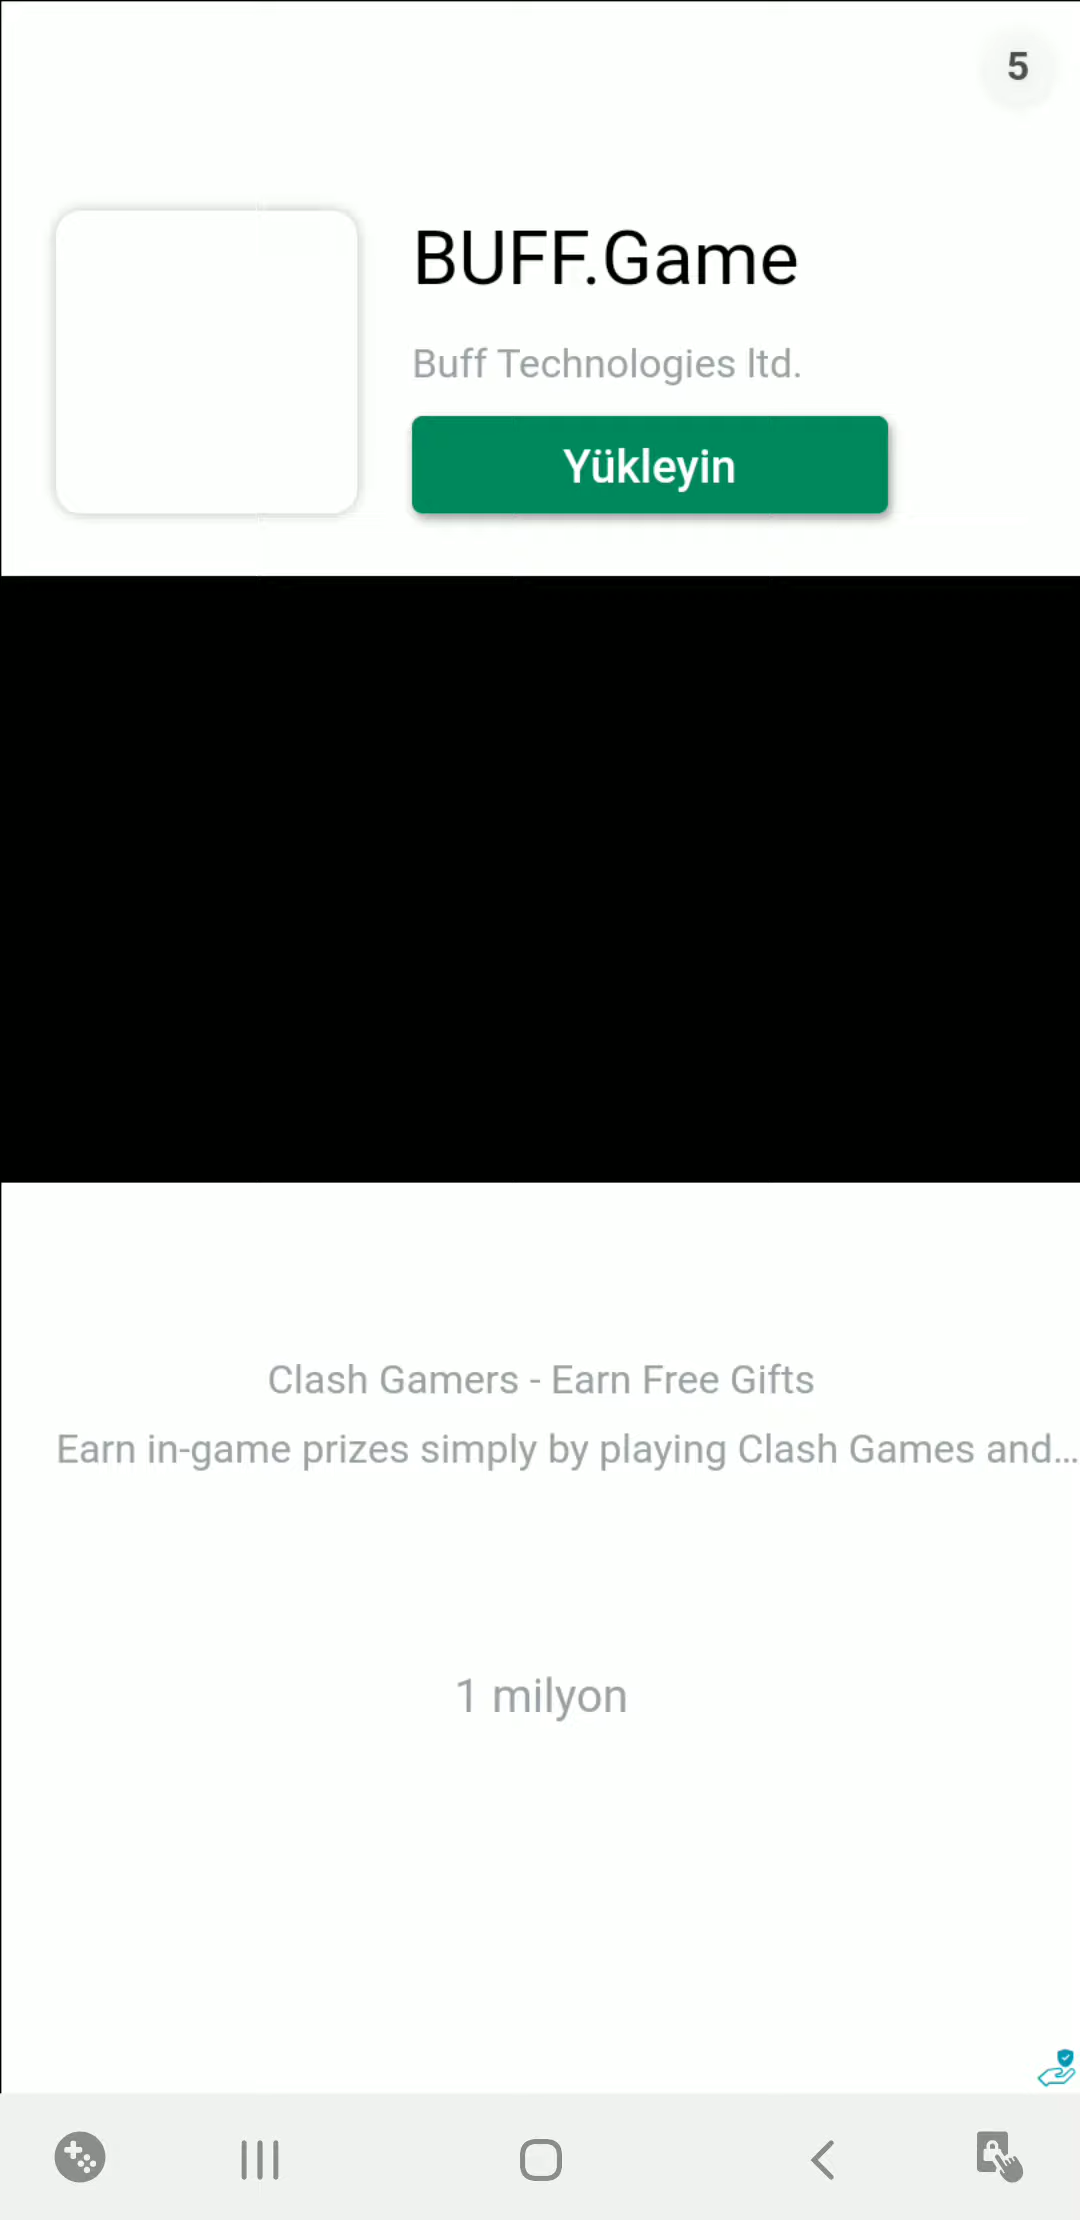 5
BUFF.Game
Buff Technologies ltd.
Yükleyin
Clash Gamers - Earn Free Gifts
Earn in-game prizes simply by playing Clash Games and...
1 milyon